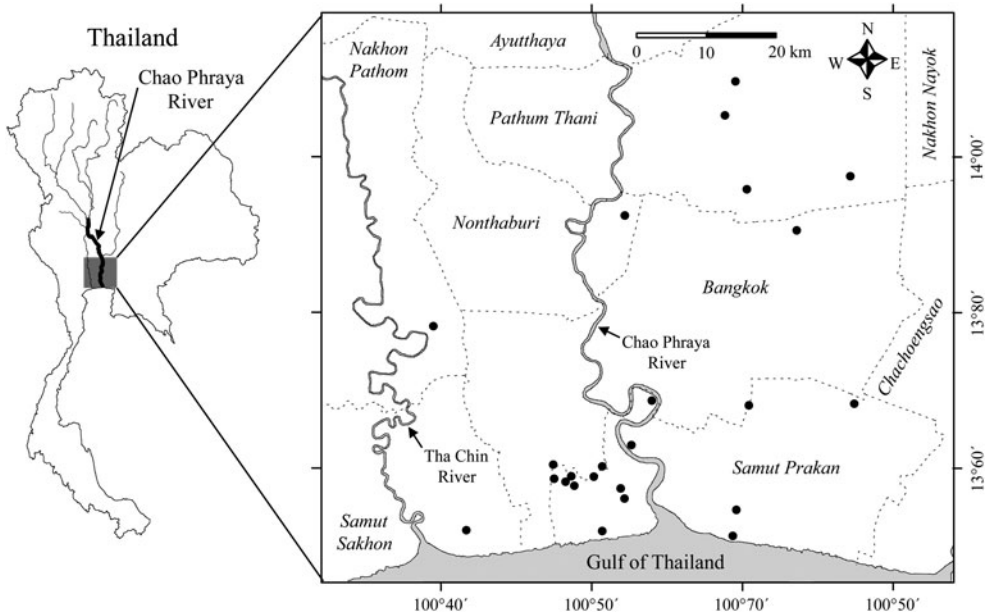 Thailand
Chao Phraya
River
Nakhon
Pathom
Ayutthaya
0 10 20 km
N
W E
S
Pathum Thani
Nakhon Nayok
14°00
Nonthaburi
Bangkok
13°80
Chao Phraya
River
Chachoengsao
Tha Chin
River
Samut Prakan
13°60
Samut
Sakhon
Gulf of Thailand
100°40´ 100°50´ 100°70´ 100°50´